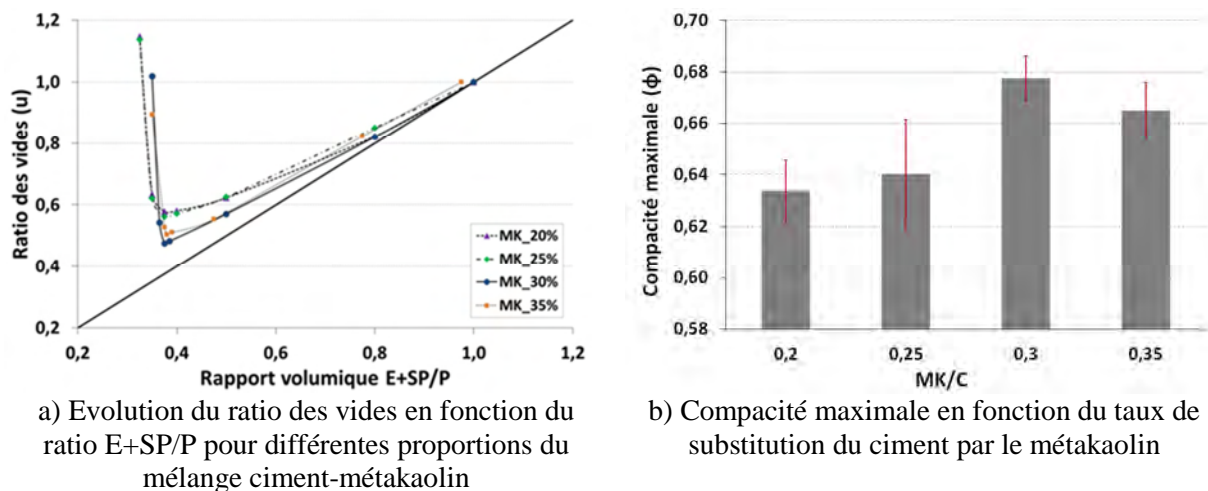 1,2
1,0
0,8
0,6
0,4
0,2
Ratio des vides (u)
0,2
0,4
0,6
0,8
1,0
1,2
Rapport volumique E+SP/P
MK_20%
MK_25%
MK_30%
MK_35%
a) Evolution du ratio des vides en fonction du
ratio E+SP/P pour différentes proportions du
mélange ciment-métakaolin
0,70
0,68
0,66
0,64
0,62
0,60
0,58
Compacité maximale (ф)
0,2
0,25
0,3
0,35
MK/C
b) Compacité maximale en fonction du taux de
substitution du ciment par le métakaolin